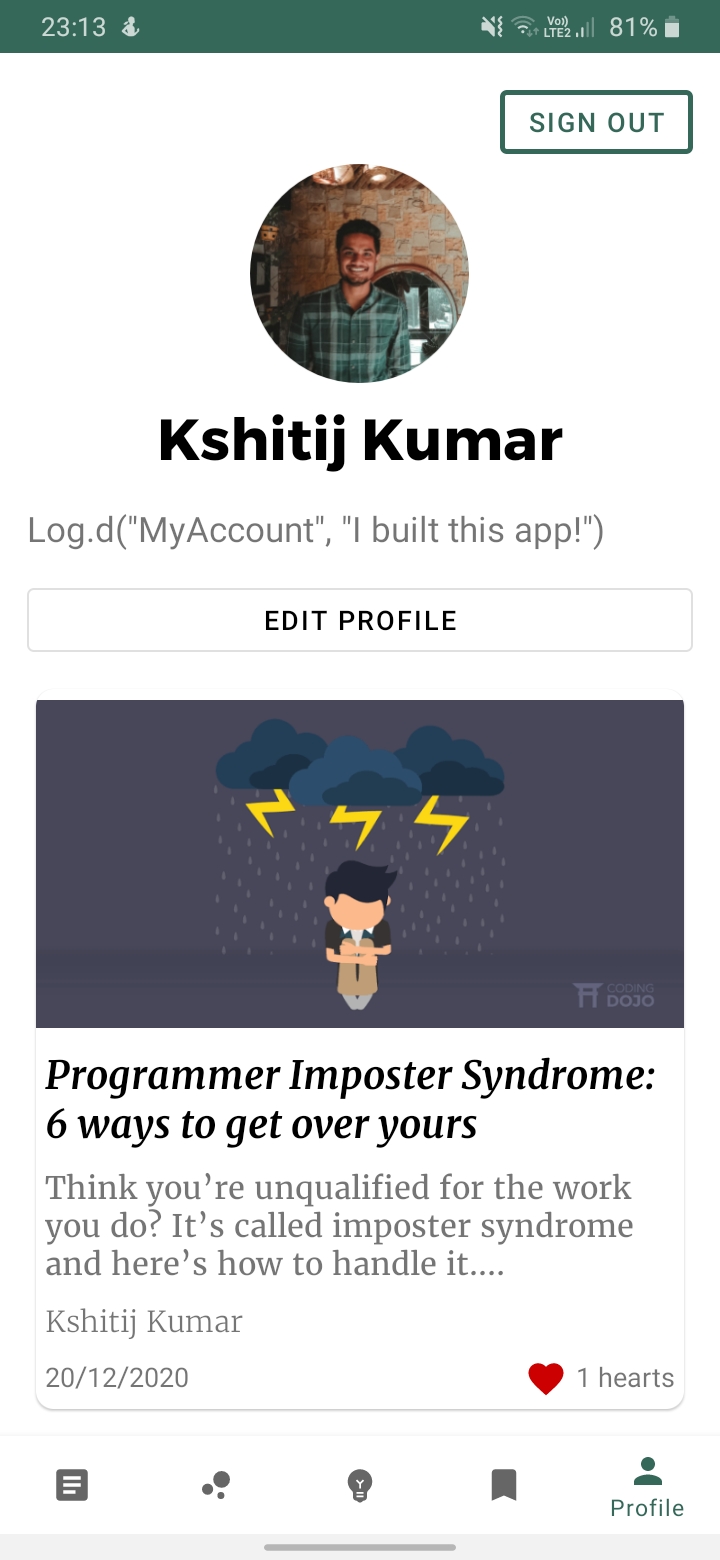 23:13
Vo)) LTE2 81%
SIGN OUT
Kshitij Kumar
Log.d("MyAccount", "I built this app!")
EDIT PROFILE
CODING
DOJO
Programmer Imposter Syndrome:
6 ways to get over yours
Think you’re unqualified for the work
you do? It’s called imposter syndrome
and here’s how to handle it....
Kshitij Kumar
20/12/2020 1 hearts
Profile